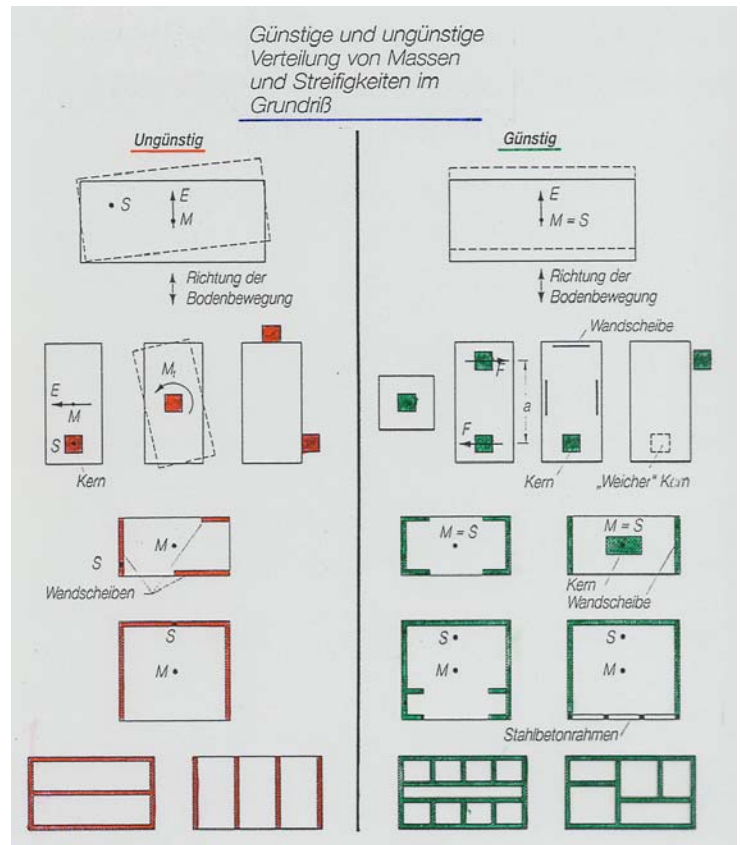 Günstige und ungünstige
Verteilung von Massen
und Streifigkeiten im
Grundriß
Ungünstig
Günstig
E
S
M
E
M = S
Richtung der
Bodenbewegung
Richtung der
Bodenbewegung
Wandscheibe
E
M
S
Kern
Mt
F
a
F
Kern
„Weicher“ Kern
M
S
Wandscheiben
M = S
M = S
Kern
Wandscheibe
S
M
S
M
S
M
Stahlbetonrahmen